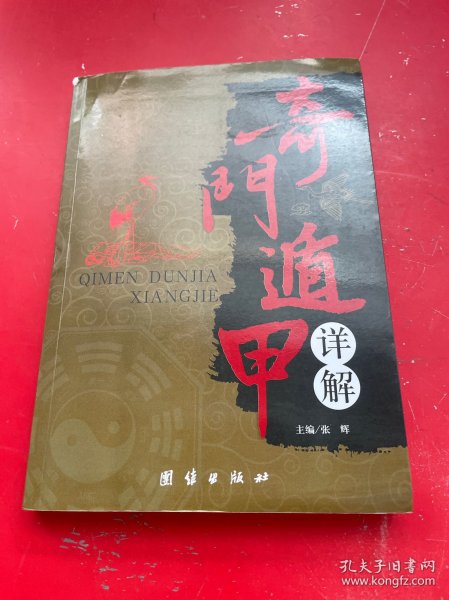 奇門遁甲
详解
QIMEN DUNJIA
XIANGJIE
主编/张 辉
团结出版社
孔夫子旧书网
www.kongfz.com